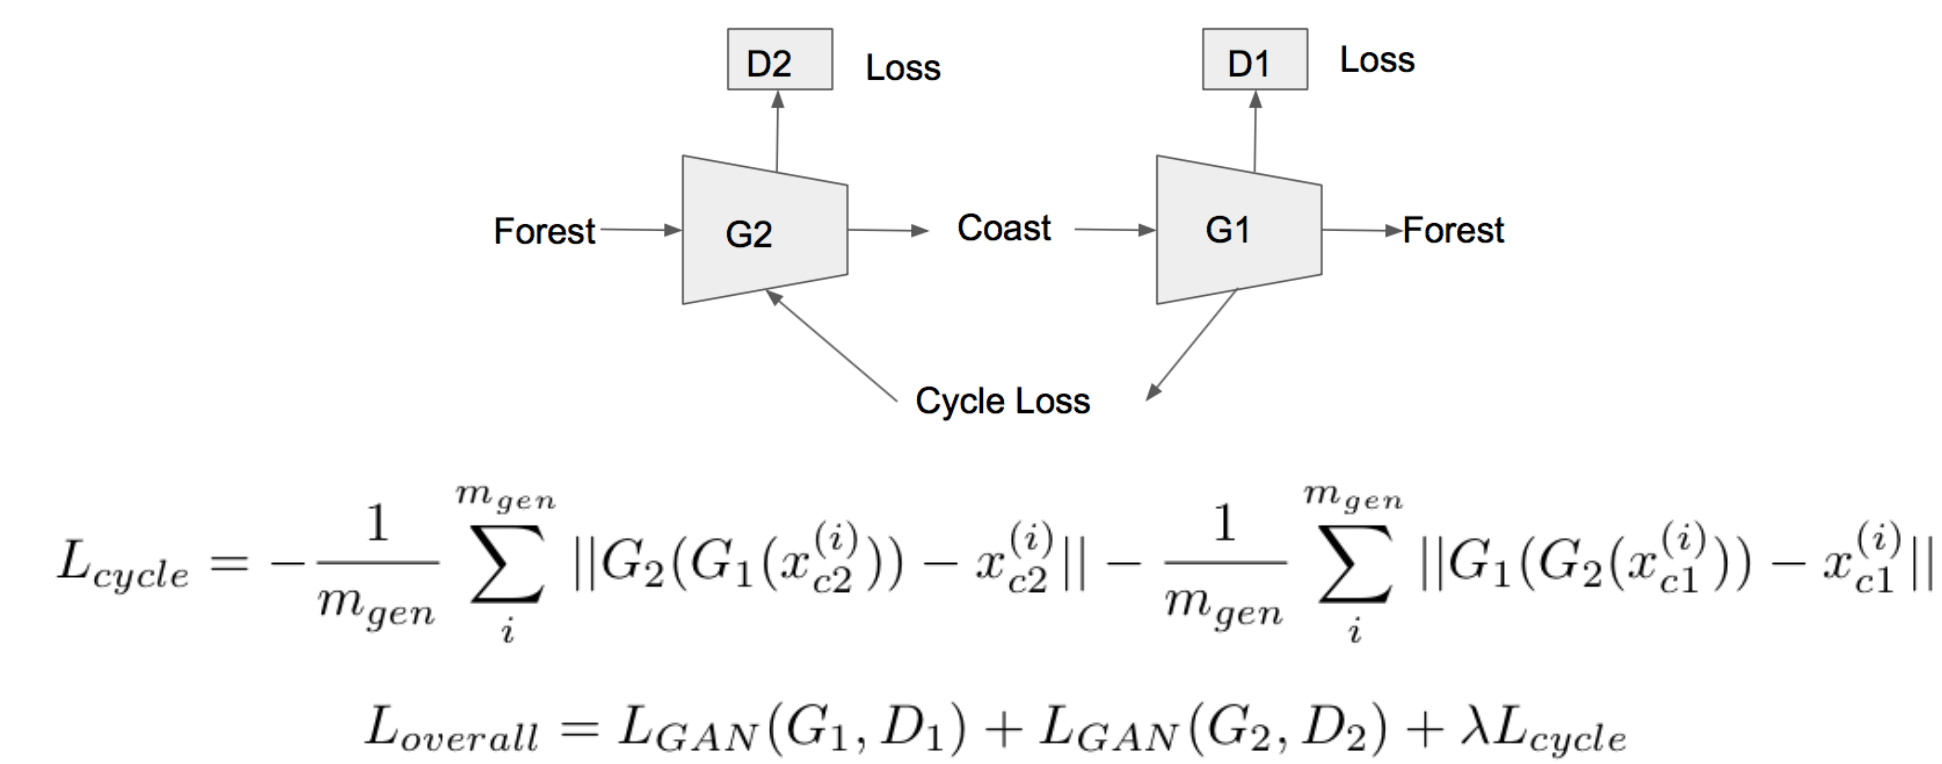 D2 Loss D1 Loss
Forest G2 Coast G1 Forest
Cycle Loss
L_{cycle} = -\frac{1}{m_{gen}} \sum_{i}^{m_{gen}} ||G_2(G_1(x_{c2}^{(i)})) - x_{c2}^{(i)}|| - \frac{1}{m_{gen}} \sum_{i}^{m_{gen}} ||G_1(G_2(x_{c1}^{(i)})) - x_{c1}^{(i)}||
L_{overall} = L_{GAN}(G_1, D_1) + L_{GAN}(G_2, D_2) + λL_{cycle}